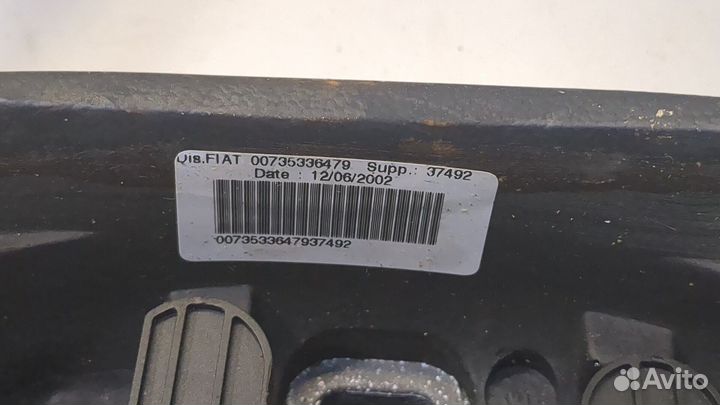 Dis.FIAT 00735336479 Supp.: 37492
Date : 12/06/2002
0073533647937492
Avito